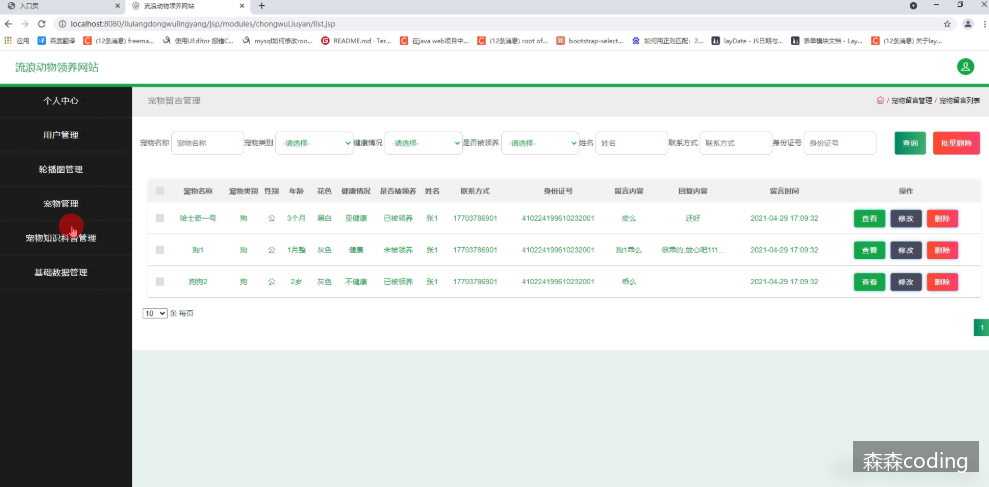 入口页
流浪动物领养网站
localhost:8080/liulangdongwulingyang/jsp/modules/chongwuLiuyan/list.jsp
应用
百度翻译
(12条消息) freema...
使用UEditor 报错C...
mysql如何修改roo...
README.md · Ter...
在java web项目中...
(12条消息) root of...
bootstrap-select...
如何用正则匹配：2...
layDate - JS日期与...
表单模块文档 - Lay...
(12条消息) 关于lay...
流浪动物领养网站
个人中心
用户管理
轮播图管理
宠物管理
宠物知识科普管理
基础数据管理
宠物留言管理
/ 宠物留言管理 / 宠物留言列表
宠物名称 宠物名称 宠物类别 -请选择- 健康情况 -请选择- 是否被领养 -请选择- 姓名 姓名 联系方式 联系方式 身份证号 身份证号 查询 批量删除
宠物名称 宠物类别 性别 年龄 花色 健康情况 是否被领养 姓名 联系方式 身份证号 留言内容 回复内容 留言时间 操作
哈士奇一号 狗 公 3个月 黑白 亚健康 已被领养 张1 17703786901 410224199610232001 皮么 还好 2021-04-29 17:09:32 查看 修改 删除
狗1 狗 公 1月整 灰色 健康 未被领养 张1 17703786901 410224199610232001 狗1乖么 很乖的,放心吧111... 2021-04-29 17:09:32 查看 修改 删除
狗狗2 狗 公 2岁 灰色 不健康 已被领养 张1 17703786901 410224199610232001 乖么 2021-04-29 17:09:32 查看 修改 删除
10 条 每页
1
森森coding